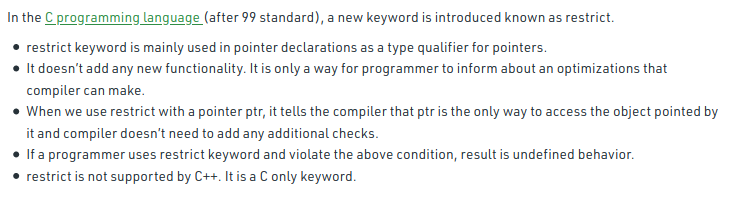 In the C programming language (after 99 standard), a new keyword is introduced known as restrict.
• restrict keyword is mainly used in pointer declarations as a type qualifier for pointers.
• It doesn't add any new functionality. It is only a way for programmer to inform about an optimizations that
compiler can make.
• When we use restrict with a pointer ptr, it tells the compiler that ptr is the only way to access the object pointed by
it and compiler doesn't need to add any additional checks.
• If a programmer uses restrict keyword and violate the above condition, result is undefined behavior.
• restrict is not supported by C++. It is a C only keyword.